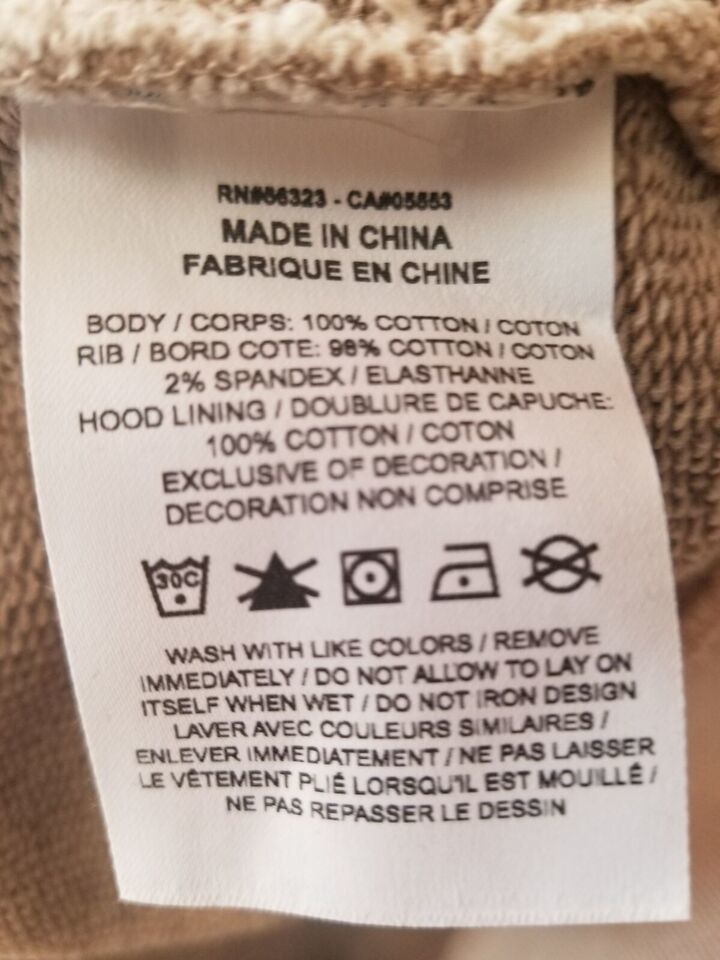 RN#56323 - CA#05553
MADE IN CHINA
FABRIQUE EN CHINE
BODY / CORPS: 100% COTTON / COTON
RIB / BORD COTE: 98% COTTON / COTON
2% SPANDEX / ELASTHANNE
HOOD LINING / DOUBLURE DE CAPUCHE:
100% COTTON / COTON
EXCLUSIVE OF DECORATION /
DECORATION NON COMPRISE
30C
WASH WITH LIKE COLORS / REMOVE
IMMEDIATELY / DO NOT ALLOW TO LAY ON
ITSELF WHEN WET / DO NOT IRON DESIGN
LAVER AVEC COULEURS SIMILAIRES /
ENLEVER IMMEDIATEMENT / NE PAS LAISSER
LE VÊTEMENT PLIÉ LORSQU'IL EST MOUILLÉ /
NE PAS REPASSER LE DESSIN